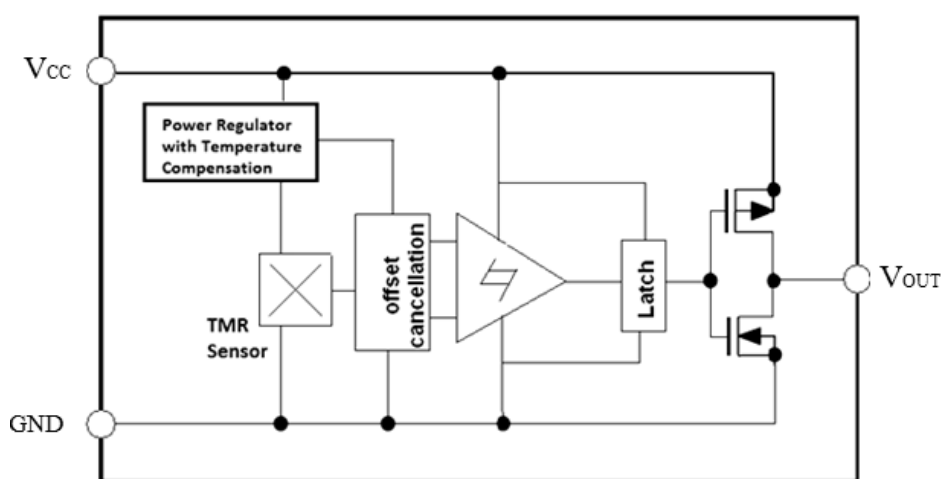 VCC
Power Regulator
with Temperature
Compensation
offset
cancellation
Latch
VOUT
TMR
Sensor
GND